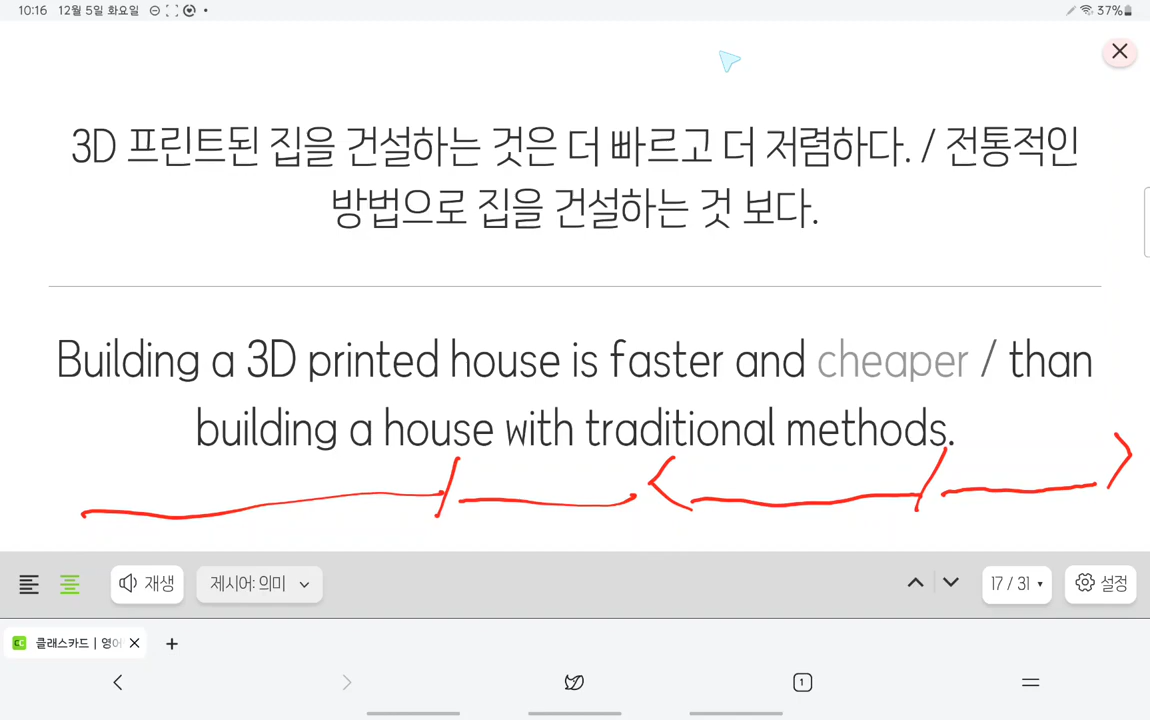 10:16 12월 5일 화요일 37%
3D 프린트된 집을 건설하는 것은 더 빠르고 더 저렴하다. / 전통적인
방법으로 집을 건설하는 것 보다.
Building a 3D printed house is faster and cheaper / than
building a house with traditional methods.
재생 제시어: 의미 17 / 31 설정
클래스카드 | 영어
1